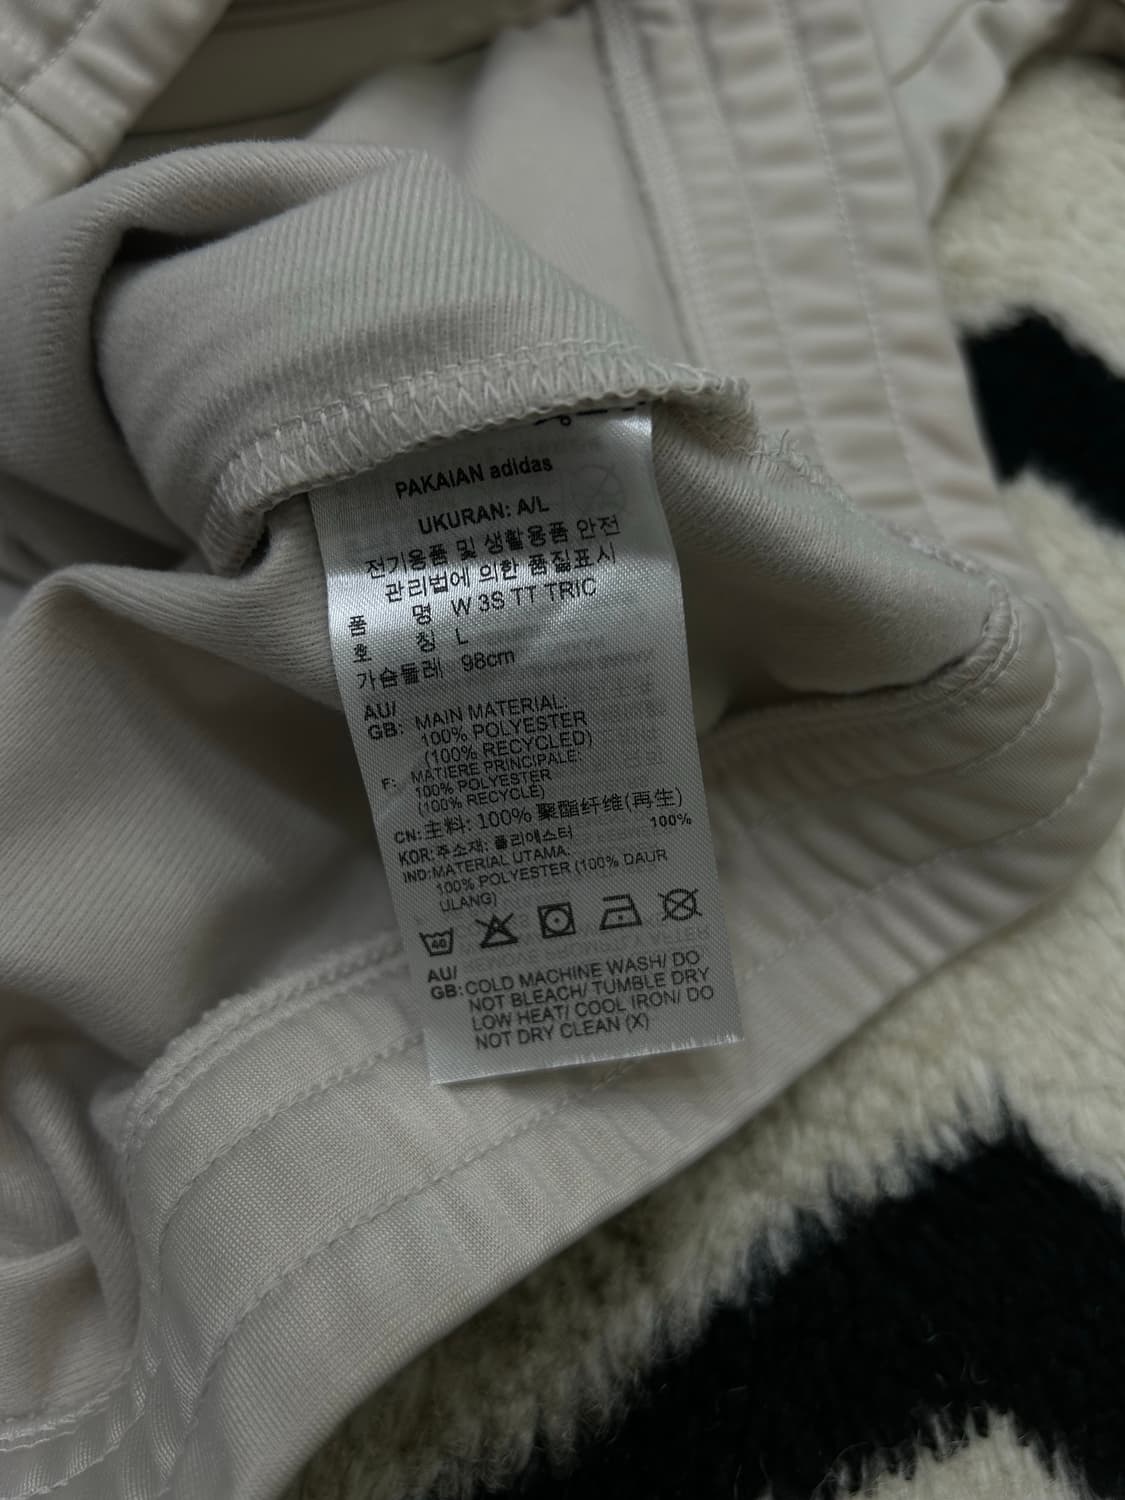 PAKAIAN adidas
UKURAN: A/L
전기용품 및 생활용품 안전
관리법에 의한 품질표시
품 명 W 3S TT TRIC
호 칭 L
가슴둘레 98cm
AU/
GB: MAIN MATERIAL:
100% POLYESTER
(100% RECYCLED)
F: MATIERE PRINCIPALE:
100% POLYESTER
(100% RECYCLÉ)
CN: 主料: 100% 聚酯纤维(再生)
KOR: 주소재: 폴리에스터 100%
IND: MATERIAL UTAMA:
100% POLYESTER (100% DAUR
ULANG)
40
AU/
GB: COLD MACHINE WASH/ DO
NOT BLEACH/ TUMBLE DRY
LOW HEAT/ COOL IRON/ DO
NOT DRY CLEAN (X)